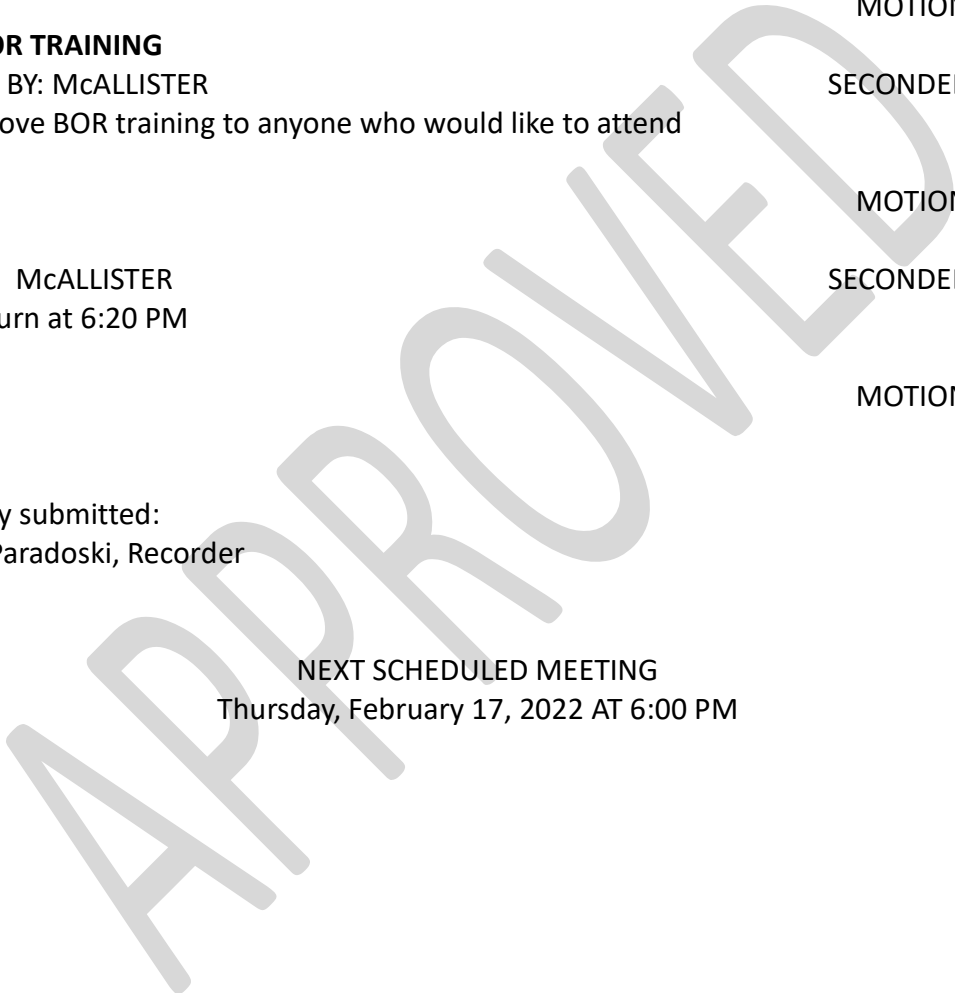 MOTION
OR TRAINING
BY: McALLISTER SECONDED
ove BOR training to anyone who would like to attend
MOTION
McALLISTER SECONDED
urn at 6:20 PM
MOTION
y submitted:
Paradoski, Recorder
NEXT SCHEDULED MEETING
Thursday, February 17, 2022 AT 6:00 PM
APPROVED